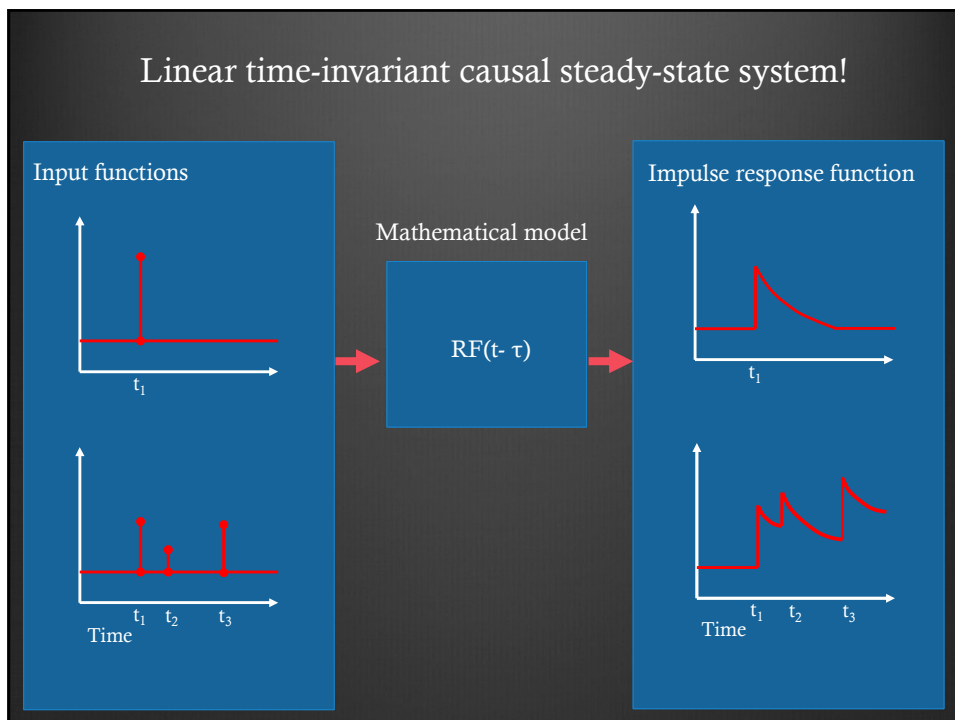 Linear time-invariant causal steady-state system!
Input functions
t₁
t₁ t₂ t₃
Time
Mathematical model
RF(t- τ)
Impulse response function
t₁
t₁ t₂ t₃
Time